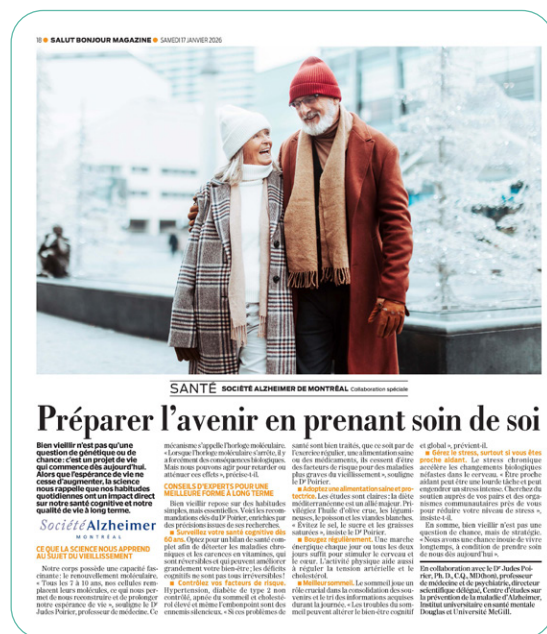 18 ● SALUT BONJOUR MAGAZINE ● SAMEDI 17 JANVIER 2026
SANTÉ SOCIÉTÉ ALZHEIMER DE MONTRÉAL Collaboration spéciale
Préparer l’avenir en prenant soin de soi
Bien vieillir n’est pas qu’une
question de génétique ou de
chance : c’est un projet de vie
qui commence dès aujourd’hui.
Alors que l’espérance de vie ne
cesse d’augmenter, la science
nous rappelle que nos habitudes
quotidiennes ont un impact direct
sur notre santé cognitive et notre
qualité de vie à long terme.
Société Alzheimer
MONTRÉAL
CE QUE LA SCIENCE NOUS APPREND
AU SUJET DU VIEILLISSEMENT
Notre corps possède une capacité fas-
cinante : le renouvellement moléculaire.
« Tous les 7 à 10 ans, nos cellules rem-
placent leurs molécules, ce qui nous per-
met de nous reconstruire et de prolonger
notre espérance de vie », souligne le Dr
Judes Poirier, professeur de médecine. Ce
mécanisme s’appelle l’horloge moléculaire.
« Lorsque l’horloge moléculaire s’arrête, il y
a forcément des conséquences biologiques.
Mais nous pouvons agir pour retarder ou
atténuer ces effets », précise-t-il.
CONSEILS D’EXPERTS POUR UNE
MEILLEURE FORME À LONG TERME
Bien vieillir repose sur des habitudes
simples, mais essentielles. Voici les recom-
mandations clés du Dr Poirier, enrichies par
des précisions issues de ses recherches.
■ Surveillez votre santé cognitive dès
60 ans. Optez pour un bilan de santé com-
plet afin de détecter les maladies chro-
niques et les carences en vitamines, qui
sont réversibles et qui peuvent améliorer
grandement votre bien-être ; les déficits
cognitifs ne sont pas tous irréversibles !
■ Contrôlez vos facteurs de risque.
Hypertension, diabète de type 2 non
contrôlé, apnée du sommeil et cholesté-
rol élevé et même l’embonpoint sont des
ennemis silencieux. « Si ces problèmes de
santé sont bien traités, que ce soit par de
l’exercice régulier, une alimentation saine
ou des médicaments, ils cessent d’être
des facteurs de risque pour des maladies
plus graves du vieillissement », souligne
le Dr Poirier.
■ Adoptez une alimentation saine et pro-
tectrice. Les études sont claires : la diète
méditerranéenne est un allié majeur. Pri-
vilégiez l’huile d’olive crue, les légumi-
neuses, le poisson et les viandes blanches.
« Évitez le sel, le sucre et les graisses
saturées », insiste le Dr Poirier.
■ Bougez régulièrement. Une marche
énergique chaque jour ou tous les deux
jours suffit pour stimuler le cerveau et
le cœur. L’activité physique aide aussi
à réguler la tension artérielle et le
cholestérol.
■ Meilleur sommeil. Le sommeil joue un
rôle crucial dans la consolidation des sou-
venirs et le tri des informations acquises
durant la journée. « Les troubles du som-
meil peuvent altérer le bien-être cognitif
et global », prévient-il.
■ Gérez le stress, surtout si vous êtes
proche aidant. Le stress chronique
accélère les changements biologiques
néfastes dans le cerveau. « Être proche
aidant peut être une lourde tâche et peut
engendrer un stress intense. Cherchez du
soutien auprès de vos pairs et des orga-
nismes communautaires près de vous
pour réduire votre niveau de stress »,
insiste-t-il.
En somme, bien vieillir n’est pas une
question de chance, mais de stratégie.
« Nous avons une chance inouïe de vivre
longtemps, à condition de prendre soin
de nous dès aujourd’hui ».
En collaboration avec le Dr Judes Poi-
rier, Ph. D., C.Q., MD(hon), professeur
de médecine et de psychiatrie, directeur
scientifique délégué, Centre d’études sur
la prévention de la maladie d’Alzheimer,
Institut universitaire en santé mentale
Douglas et Université McGill.